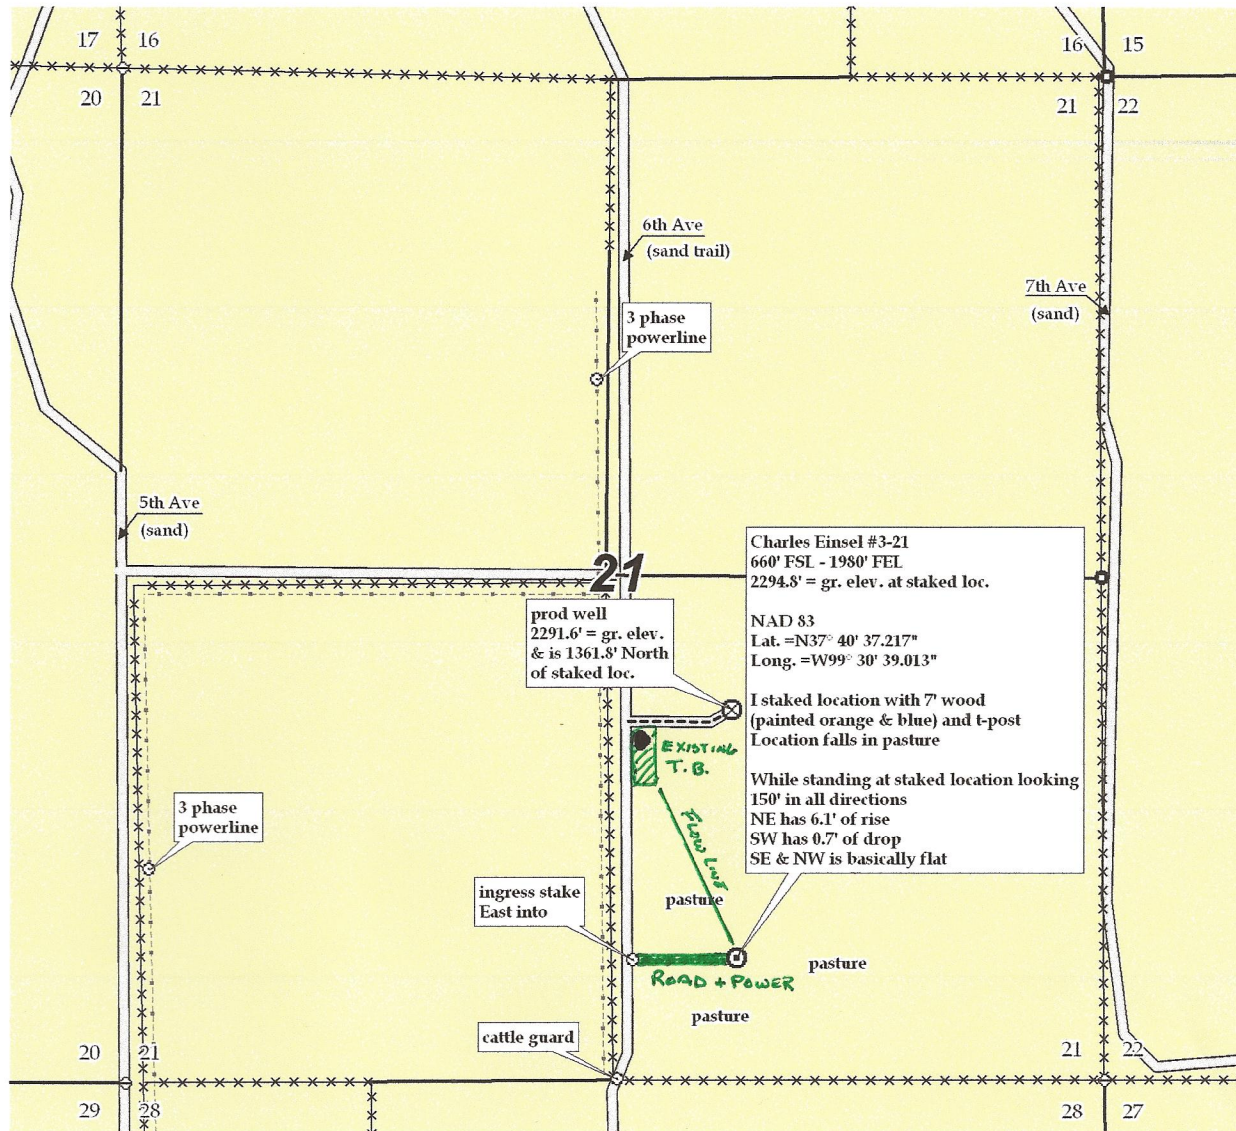 17 16
16 15
20 21
21 22
6th Ave
(sand trail)
7th Ave
(sand)
3 phase
powerline
5th Ave
(sand)
21
Charles Einsel #3-21
660' FSL - 1980' FEL
2294.8' = gr. elev. at staked loc.
NAD 83
Lat. =N37° 40' 37.217"
Long. =W99° 30' 39.013"
I staked location with 7' wood
(painted orange & blue) and t-post
Location falls in pasture
While standing at staked location looking
150' in all directions
NE has 6.1' of rise
SW has 0.7' of drop
SE & NW is basically flat
prod well
2291.6' = gr. elev.
& is 1361.8' North
of staked loc.
EXISTING
T.B.
FLOW LINE
3 phase
powerline
ingress stake
East into
pasture
pasture
ROAD + POWER
pasture
cattle guard
20 21
21 22
29 28
28 27